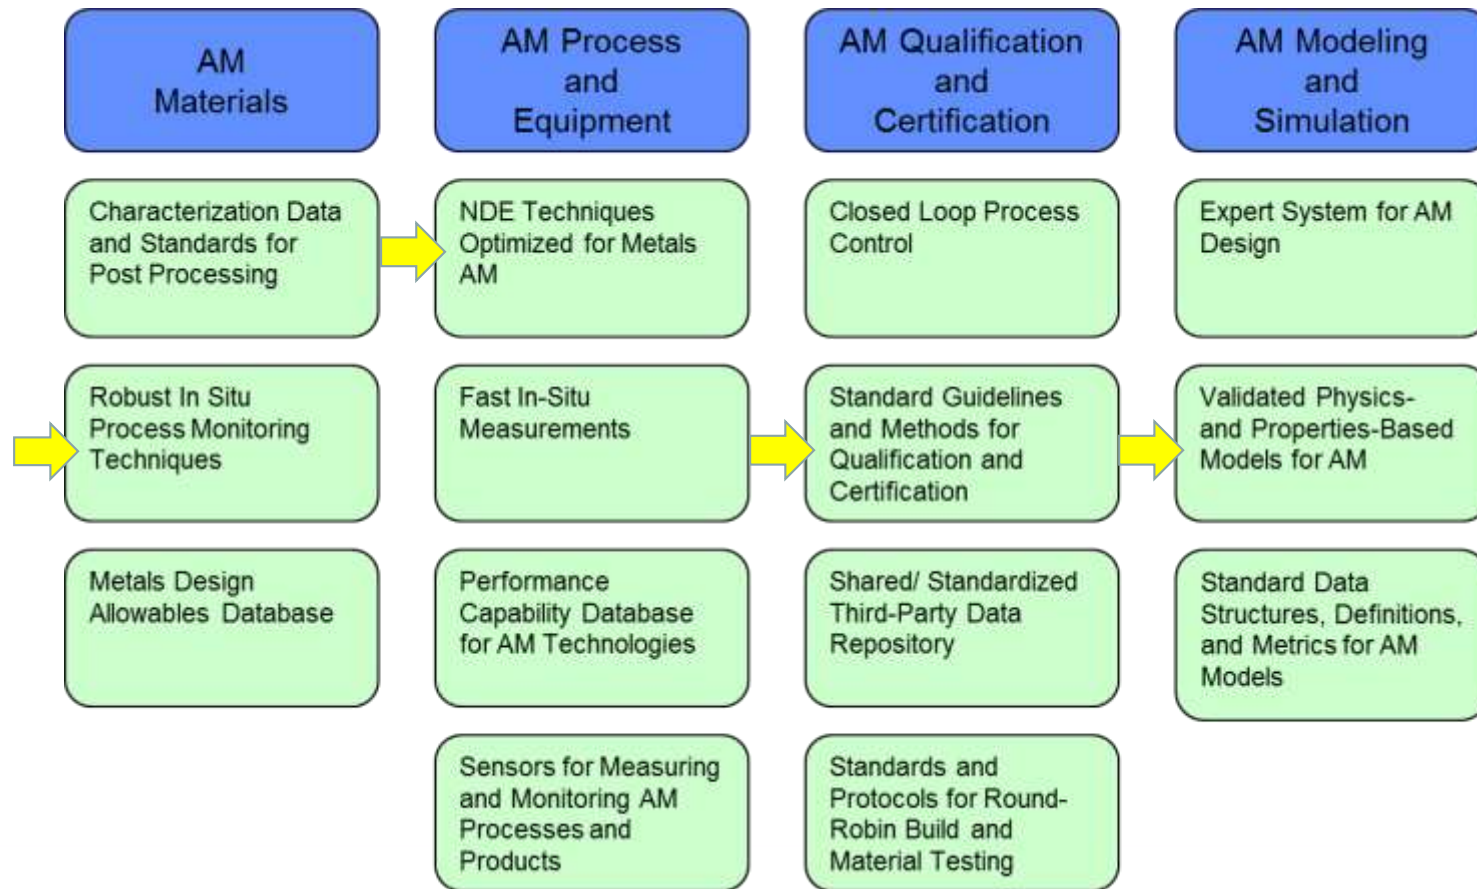 AM
Materials
AM Process
and
Equipment
AM Qualification
and
Certification
AM Modeling
and
Simulation
Characterization Data
and Standards for
Post Processing
NDE Techniques
Optimized for Metals
AM
Closed Loop Process
Control
Expert System for AM
Design
Robust In Situ
Process Monitoring
Techniques
Fast In-Situ
Measurements
Standard Guidelines
and Methods for
Qualification and
Certification
Validated Physics-
and Properties-Based
Models for AM
Metals Design
Allowables Database
Performance
Capability Database
for AM Technologies
Shared/ Standardized
Third-Party Data
Repository
Standard Data
Structures, Definitions,
and Metrics for AM
Models
Sensors for Measuring
and Monitoring AM
Processes and
Products
Standards and
Protocols for Round-
Robin Build and
Material Testing